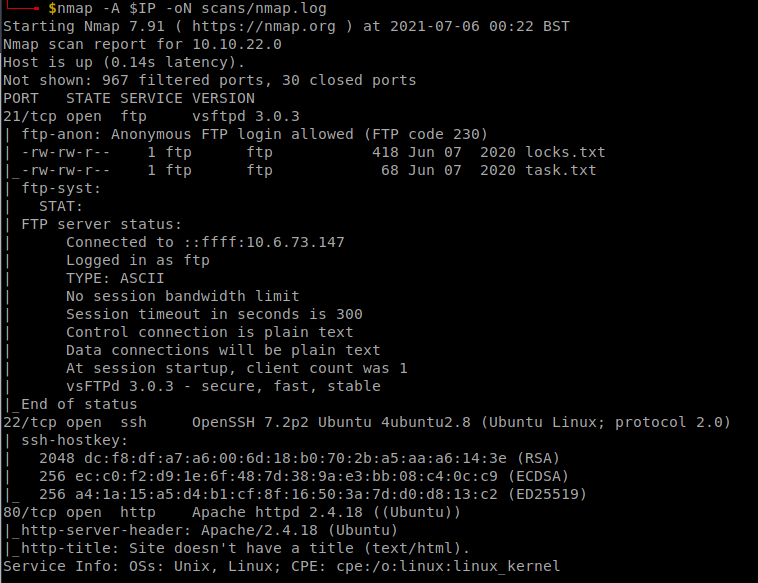 $nmap -A $IP -oN scans/nmap.log
Starting Nmap 7.91 ( https://nmap.org ) at 2021-07-06 00:22 BST
Nmap scan report for 10.10.22.0
Host is up (0.14s latency).
Not shown: 967 filtered ports, 30 closed ports
PORT   STATE SERVICE VERSION
21/tcp open  ftp     vsftpd 3.0.3
| ftp-anon: Anonymous FTP login allowed (FTP code 230)
| -rw-rw-r--    1 ftp      ftp           418 Jun 07  2020 locks.txt
|_-rw-rw-r--    1 ftp      ftp            68 Jun 07  2020 task.txt
| ftp-syst:
|   STAT:
| FTP server status:
|      Connected to ::ffff:10.6.73.147
|      Logged in as ftp
|      TYPE: ASCII
|      No session bandwidth limit
|      Session timeout in seconds is 300
|      Control connection is plain text
|      Data connections will be plain text
|      At session startup, client count was 1
|      vsFTPd 3.0.3 - secure, fast, stable
|_End of status
22/tcp open  ssh     OpenSSH 7.2p2 Ubuntu 4ubuntu2.8 (Ubuntu Linux; protocol 2.0)
| ssh-hostkey:
|   2048 dc:f8:df:a7:a6:00:6d:18:b0:70:2b:a5:aa:a6:14:3e (RSA)
|   256 ec:c0:f2:d9:1e:6f:48:7d:38:9a:e3:bb:08:c4:0c:c9 (ECDSA)
|_  256 a4:1a:15:a5:d4:b1:cf:8f:16:50:3a:7d:d0:d8:13:c2 (ED25519)
80/tcp open  http    Apache httpd 2.4.18 ((Ubuntu))
|_http-server-header: Apache/2.4.18 (Ubuntu)
|_http-title: Site doesn't have a title (text/html).
Service Info: OSs: Unix, Linux; CPE: cpe:/o:linux:linux_kernel